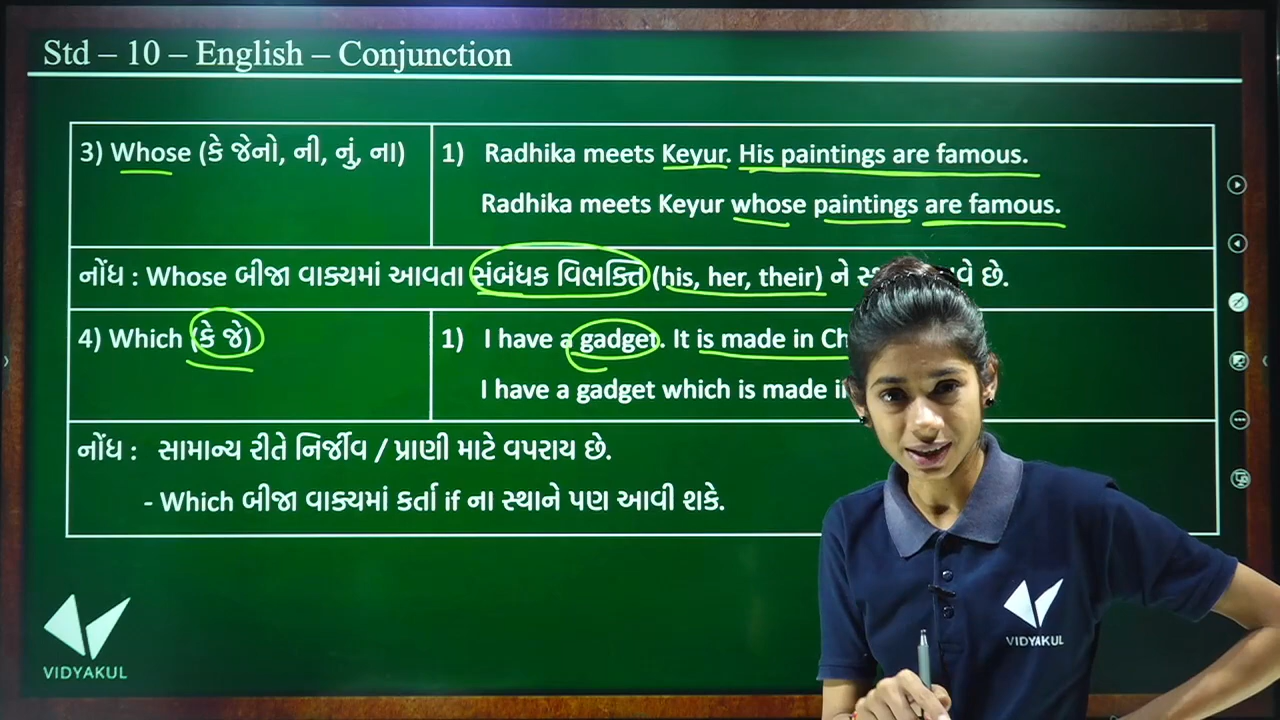 Std – 10 – English – Conjunction
3) Whose (કે જેનો, ની, નું, ના)
1) Radhika meets Keyur. His paintings are famous.
Radhika meets Keyur whose paintings are famous.
નોંધ : Whose બીજા વાક્યમાં આવતા સંબંધક વિભક્તિ (his, her, their) ને છે.
4) Which (કે જે)
1) I have a gadget. It is made in
I have a gadget which is made
નોંધ : સામાન્ય રીતે નિર્જીવ / પ્રાણી માટે વપરાય છે.
- Which બીજા વાક્યમાં કર્તા if ના સ્થાને પણ આવી શકે.
VIDYAKUL
VIDYAKUL